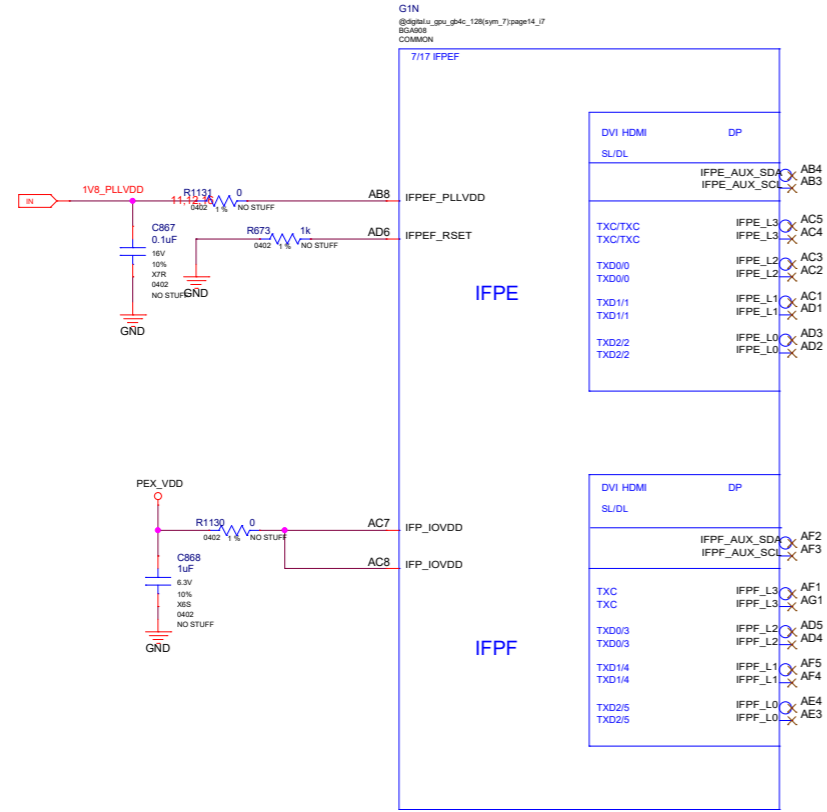 G1N
@digital.u_gpu_gb4c_128(sym_7):page14_i7
BGA908
COMMON
7/17 IFPEF
DVI HDMI DP
SL/DL
IFPE_AUX_SDA AB4
IFPE_AUX_SCL AB3
IN 1V8_PLLVDD 11,12,16 R1131 0 AB8 IFPEF_PLLVDD
0402 1 % NO STUFF
C867
0.1uF
16V
10%
X7R
0402
NO STUFF
GND
R673 1k AD6 IFPEF_RSET
0402 1 % NO STUFF
GND
IFPE
TXC/TXC IFPE_L3 AC5
TXC/TXC IFPE_L3 AC4
TXD0/0 IFPE_L2 AC3
TXD0/0 IFPE_L2 AC2
TXD1/1 IFPE_L1 AC1
TXD1/1 IFPE_L1 AD1
TXD2/2 IFPE_L0 AD3
TXD2/2 IFPE_L0 AD2
PEX_VDD
R1130 0 AC7 IFP_IOVDD
0402 1 % NO STUFF
AC8 IFP_IOVDD
C868
1uF
6.3V
10%
X6S
0402
NO STUFF
GND
IFPF
DVI HDMI DP
SL/DL
IFPF_AUX_SDA AF2
IFPF_AUX_SCL AF3
TXC IFPF_L3 AF1
TXC IFPF_L3 AG1
TXD0/3 IFPF_L2 AD5
TXD0/3 IFPF_L2 AD4
TXD1/4 IFPF_L1 AF5
TXD1/4 IFPF_L1 AF4
TXD2/5 IFPF_L0 AE4
TXD2/5 IFPF_L0 AE3